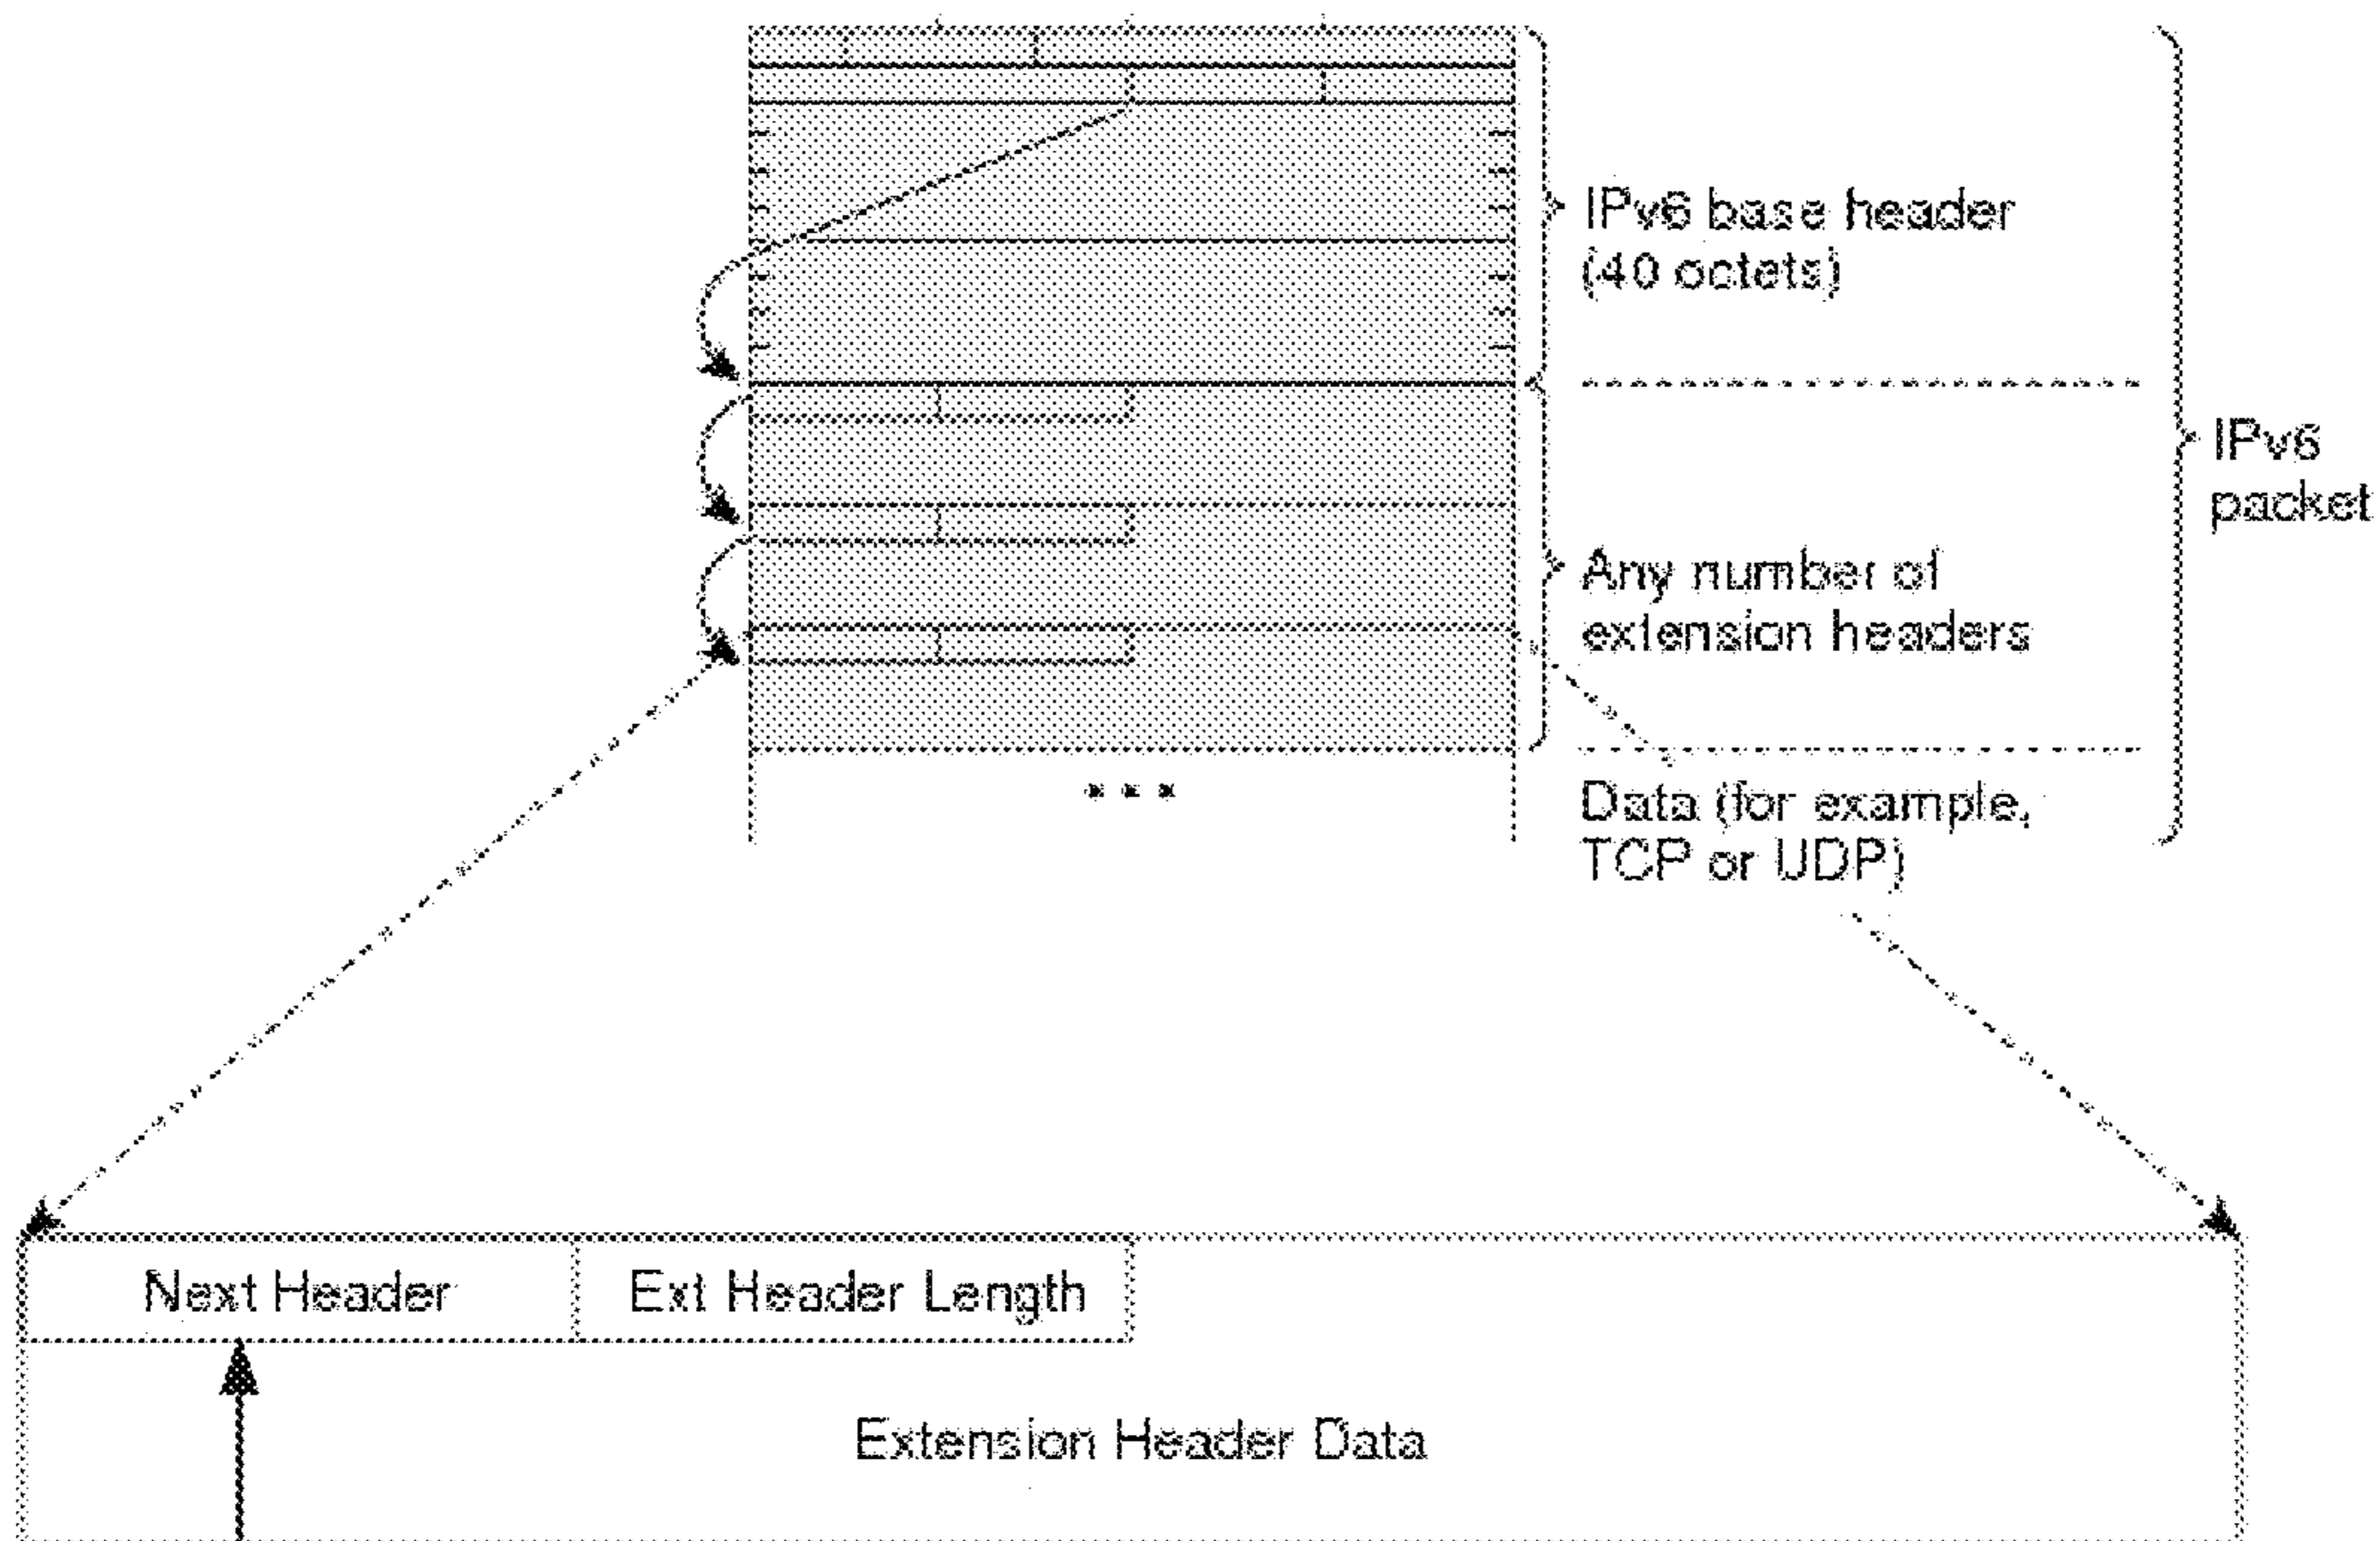 IPv6 base header
(40 octets)
IPv6
packet
Any number of
extension headers
Data (for example,
TCP or UDP)
Next Header
Ext Header Length
Extension Header Data